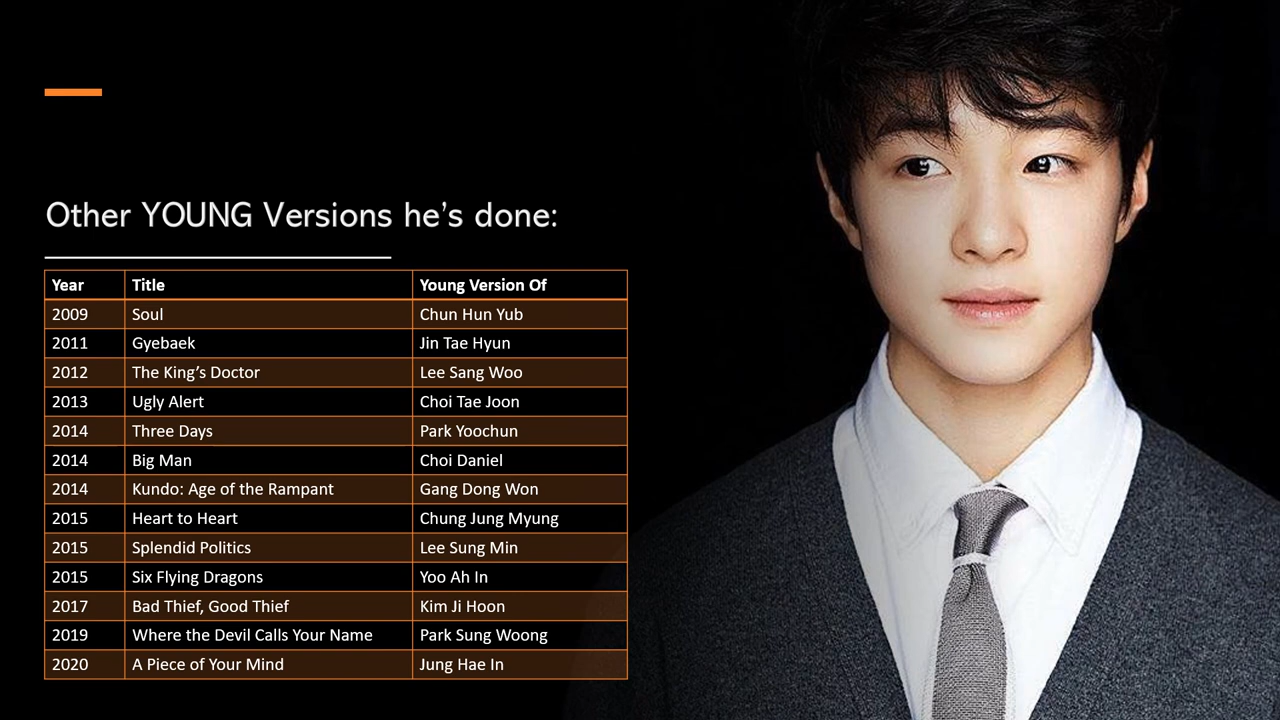 Other YOUNG Versions he's done:
Year Title Young Version Of
2009 Soul Chun Hun Yub
2011 Gyebaek Jin Tae Hyun
2012 The King's Doctor Lee Sang Woo
2013 Ugly Alert Choi Tae Joon
2014 Three Days Park Yoochun
2014 Big Man Choi Daniel
2014 Kundo: Age of the Rampant Gang Dong Won
2015 Heart to Heart Chung Jung Myung
2015 Splendid Politics Lee Sung Min
2015 Six Flying Dragons Yoo Ah In
2017 Bad Thief, Good Thief Kim Ji Hoon
2019 Where the Devil Calls Your Name Park Sung Woong
2020 A Piece of Your Mind Jung Hae In